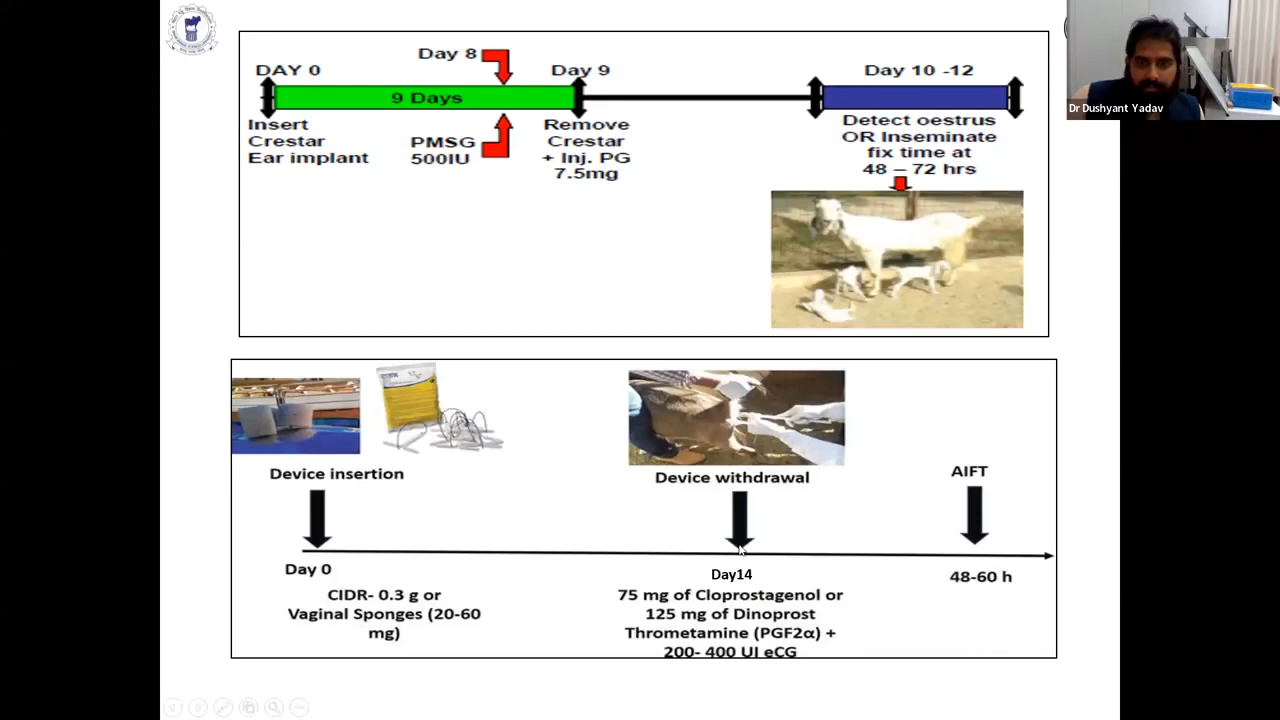 Dr Dushyant Yadav
Day 8
DAY 0
Day 9
Day 10 -12
9 Days
Insert
Crestar
Ear implant
PMSG
500IU
Remove
Crestar
+ Inj. PG
7.5mg
Detect oestrus
OR Inseminate
fix time at
48 – 72 hrs
Device insertion
Device withdrawal
AIFT
Day 0
Day14
48-60 h
CIDR- 0.3 g or
Vaginal Sponges (20-60
mg)
75 mg of Cloprostagenol or
125 mg of Dinoprost
Thrometamine (PGF2α) +
200- 400 UI eCG